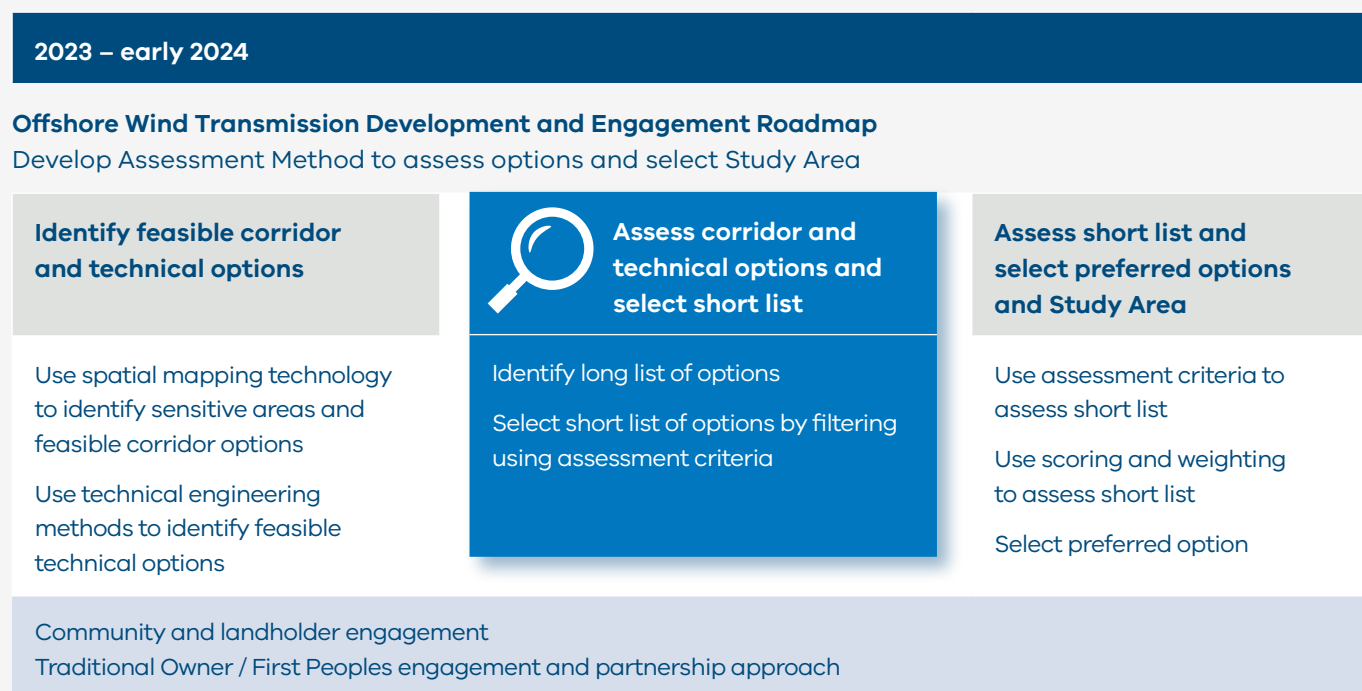 2023 – early 2024
Offshore Wind Transmission Development and Engagement Roadmap
Develop Assessment Method to assess options and select Study Area
Identify feasible corridor
and technical options
Use spatial mapping technology
to identify sensitive areas and
feasible corridor options
Use technical engineering
methods to identify feasible
technical options
Assess corridor and
technical options and
select short list
Identify long list of options
Select short list of options by filtering
using assessment criteria
Assess short list and
select preferred options
and Study Area
Use assessment criteria to
assess short list
Use scoring and weighting
to assess short list
Select preferred option
Community and landholder engagement
Traditional Owner / First Peoples engagement and partnership approach